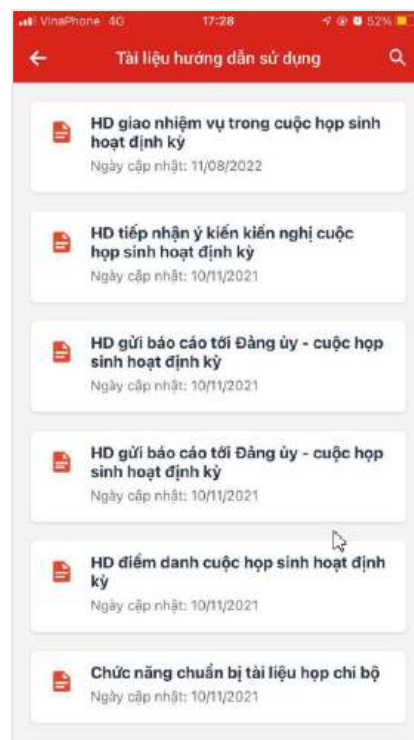 VinaPhone 4G 17:28 52%
Tài liệu hướng dẫn sử dụng
HD giao nhiệm vụ trong cuộc họp sinh
hoạt định kỳ
Ngày cập nhật: 11/08/2022
HD tiếp nhận ý kiến kiến nghị cuộc
họp sinh hoạt định kỳ
Ngày cập nhật: 10/11/2021
HD gửi báo cáo tới Đảng ủy - cuộc họp
sinh hoạt định kỳ
Ngày cập nhật: 10/11/2021
HD gửi báo cáo tới Đảng ủy - cuộc họp
sinh hoạt định kỳ
Ngày cập nhật: 10/11/2021
HD điểm danh cuộc họp sinh hoạt định
kỳ
Ngày cập nhật: 10/11/2021
Chức năng chuẩn bị tài liệu họp chi bộ
Ngày cập nhật: 10/11/2021